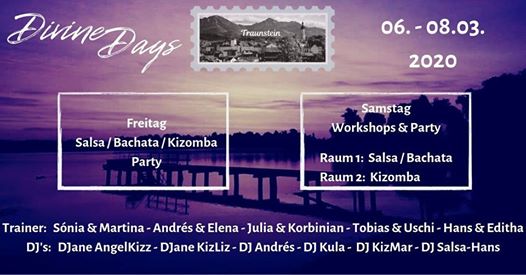 Divine
Days
Traunstein
06. - 08.03.
2020
Freitag
Salsa / Bachata / Kizomba
Party
Samstag
Workshops & Party
Raum 1: Salsa / Bachata
Raum 2: Kizomba
Trainer: Sónia & Martina - Andrés & Elena - Julia & Korbinian - Tobias & Uschi - Hans & Editha
DJ's: DJane AngelKizz - DJane KizLiz - DJ Andrés - DJ Kula - DJ KizMar - DJ Salsa-Hans